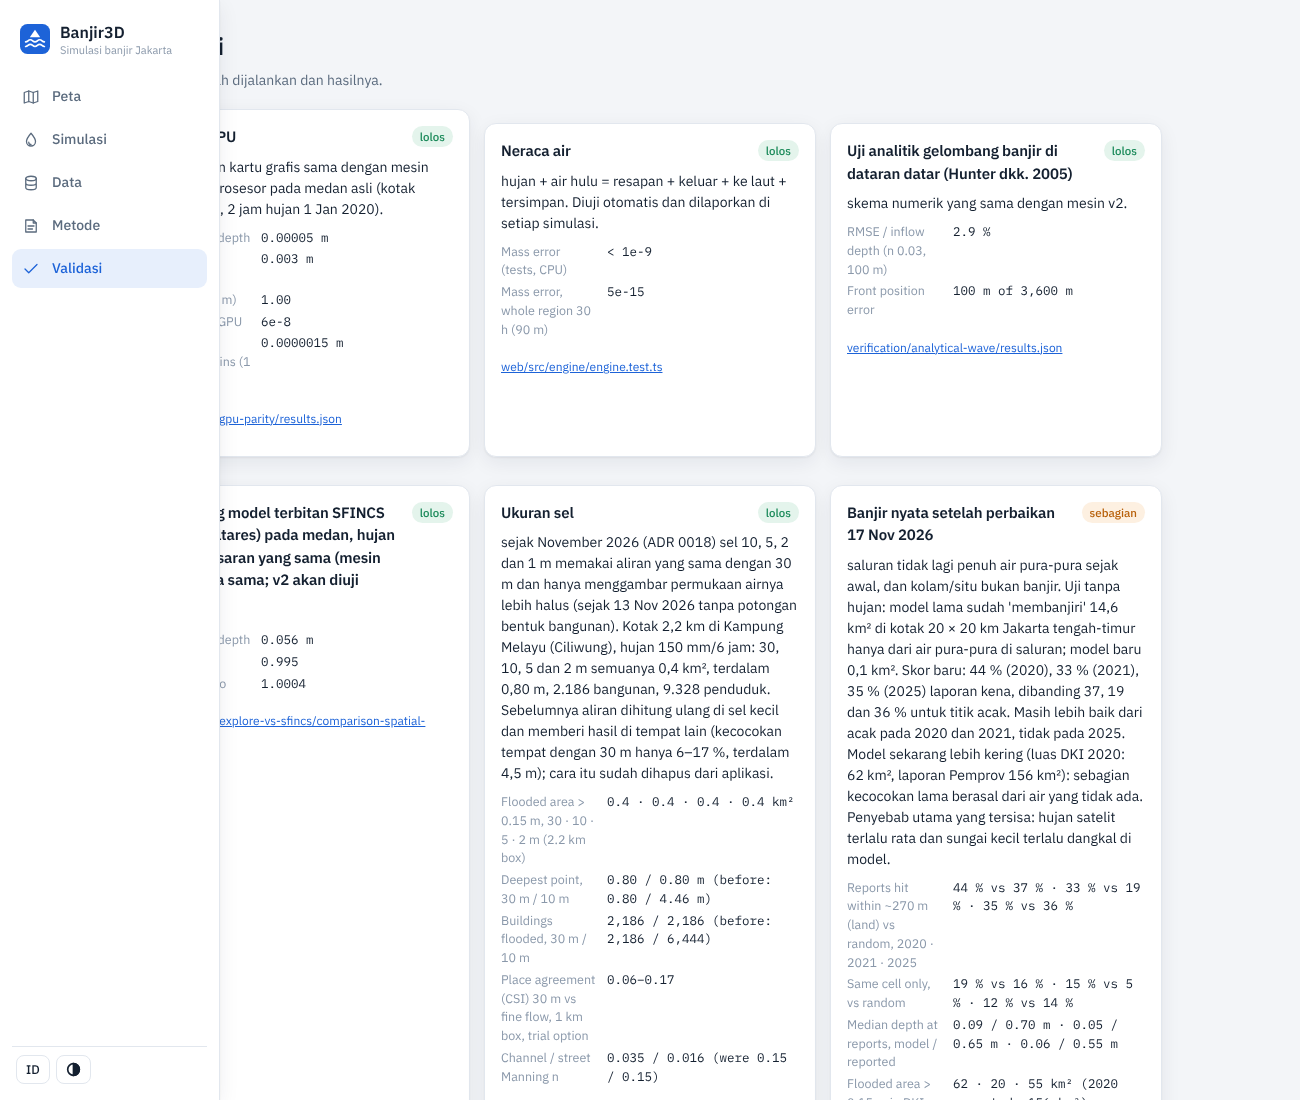 Banjir3D
Simulasi banjir Jakarta
Peta
Simulasi
Data
Metode
Validasi
ID
i
h dijalankan dan hasilnya.
PU
lolos
n kartu grafis sama dengan mesin
rosesor pada medan asli (kotak
, 2 jam hujan 1 Jan 2020).
depth 0.00005 m
0.003 m
m) 1.00
GPU 6e-8
0.0000015 m
ins (1
gpu-parity/results.json
Neraca air
lolos
hujan + air hulu = resapan + keluar + ke laut +
tersimpan. Diuji otomatis dan dilaporkan di
setiap simulasi.
Mass error < 1e-9
(tests, CPU)
Mass error, 5e-15
whole region 30
h (90 m)
web/src/engine/engine.test.ts
Uji analitik gelombang banjir di
dataran datar (Hunter dkk. 2005)
lolos
skema numerik yang sama dengan mesin v2.
RMSE / inflow 2.9 %
depth (n 0.03,
100 m)
Front position 100 m of 3,600 m
error
verification/analytical-wave/results.json
g model terbitan SFINCS
tares) pada medan, hujan
saran yang sama (mesin
a sama; v2 akan diuji
lolos
depth 0.056 m
0.995
o 1.0004
explore-vs-sfincs/comparison-spatial-
Ukuran sel
lolos
sejak November 2026 (ADR 0018) sel 10, 5, 2
dan 1 m memakai aliran yang sama dengan 30
m dan hanya menggambar permukaan airnya
lebih halus (sejak 13 Nov 2026 tanpa potongan
bentuk bangunan). Kotak 2,2 km di Kampung
Melayu (Ciliwung), hujan 150 mm/6 jam: 30,
10, 5 dan 2 m semuanya 0,4 km², terdalam
0,80 m, 2.186 bangunan, 9.328 penduduk.
Sebelumnya aliran dihitung ulang di sel kecil
dan memberi hasil di tempat lain (kecocokan
tempat dengan 30 m hanya 6–17 %, terdalam
4,5 m); cara itu sudah dihapus dari aplikasi.
Flooded area > 0.4 · 0.4 · 0.4 · 0.4 km²
0.15 m, 30 · 10 ·
5 · 2 m (2.2 km
box)
Deepest point, 0.80 / 0.80 m (before:
30 m / 10 m 0.80 / 4.46 m)
Buildings 2,186 / 2,186 (before:
flooded, 30 m / 2,186 / 6,444)
10 m
Place agreement 0.06–0.17
(CSI) 30 m vs
fine flow, 1 km
box, trial option
Channel / street 0.035 / 0.016 (were 0.15
Manning n / 0.15)
Banjir nyata setelah perbaikan
17 Nov 2026
sebagian
saluran tidak lagi penuh air pura-pura sejak
awal, dan kolam/situ bukan banjir. Uji tanpa
hujan: model lama sudah 'membanjiri' 14,6
km² di kotak 20 × 20 km Jakarta tengah-timur
hanya dari air pura-pura di saluran; model baru
0,1 km². Skor baru: 44 % (2020), 33 % (2021),
35 % (2025) laporan kena, dibanding 37, 19
dan 36 % untuk titik acak. Masih lebih baik dari
acak pada 2020 dan 2021, tidak pada 2025.
Model sekarang lebih kering (luas DKI 2020:
62 km², laporan Pemprov 156 km²): sebagian
kecocokan lama berasal dari air yang tidak ada.
Penyebab utama yang tersisa: hujan satelit
terlalu rata dan sungai kecil terlalu dangkal di
model.
Reports hit 44 % vs 37 % · 33 % vs 19
within ~270 m % · 35 % vs 36 %
(land) vs
random, 2020 ·
2021 · 2025
Same cell only, 19 % vs 16 % · 15 % vs 5
vs random % · 12 % vs 14 %
Median depth at 0.09 / 0.70 m · 0.05 /
reports, model / 0.65 m · 0.06 / 0.55 m
reported
Flooded area > 62 · 20 · 55 km² (2020